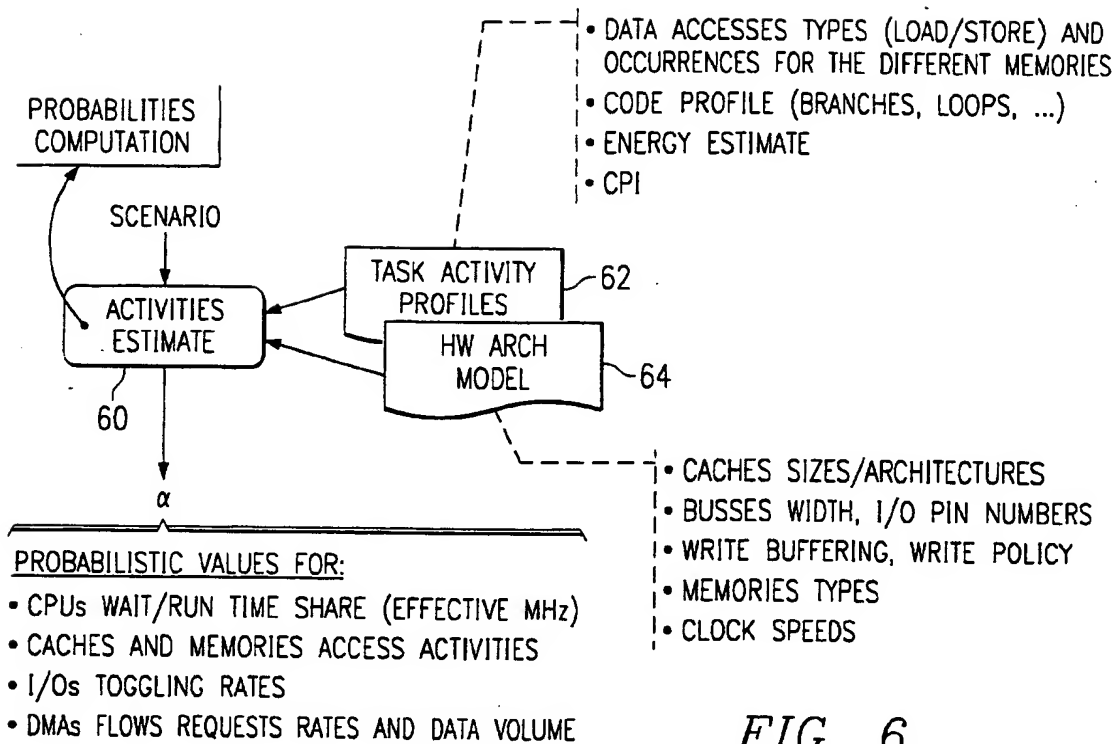 • DATA ACCESSES TYPES (LOAD/STORE) AND
OCCURRENCES FOR THE DIFFERENT MEMORIES
• CODE PROFILE (BRANCHES, LOOPS, ...)
• ENERGY ESTIMATE
• CPI
PROBABILITIES
COMPUTATION
SCENARIO
ACTIVITIES
ESTIMATE
60
TASK ACTIVITY
PROFILES
62
HW ARCH
MODEL
64
• CACHES SIZES/ARCHITECTURES
• BUSSES WIDTH, I/O PIN NUMBERS
• WRITE BUFFERING, WRITE POLICY
• MEMORIES TYPES
• CLOCK SPEEDS
α
PROBABILISTIC VALUES FOR:
• CPUs WAIT/RUN TIME SHARE (EFFECTIVE MHz)
• CACHES AND MEMORIES ACCESS ACTIVITIES
• I/Os TOGGLING RATES
• DMAs FLOWS REQUESTS RATES AND DATA VOLUME
FIG. 6